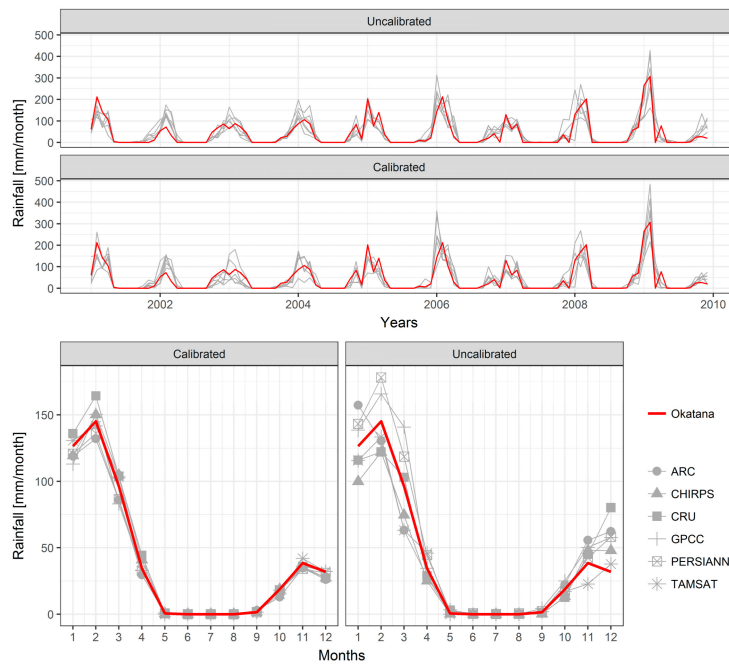 Uncalibrated
500
400
300
200
100
0
Calibrated
500
400
300
200
100
0
Rainfall [mm/month]
2002 2004 2006 2008 2010
Years
Calibrated Uncalibrated
150
100
50
0
Rainfall [mm/month]
1 2 3 4 5 6 7 8 9 10 11 12 1 2 3 4 5 6 7 8 9 10 11 12
Months
Okatana
ARC
CHIRPS
CRU
GPCC
PERSIANN
TAMSAT